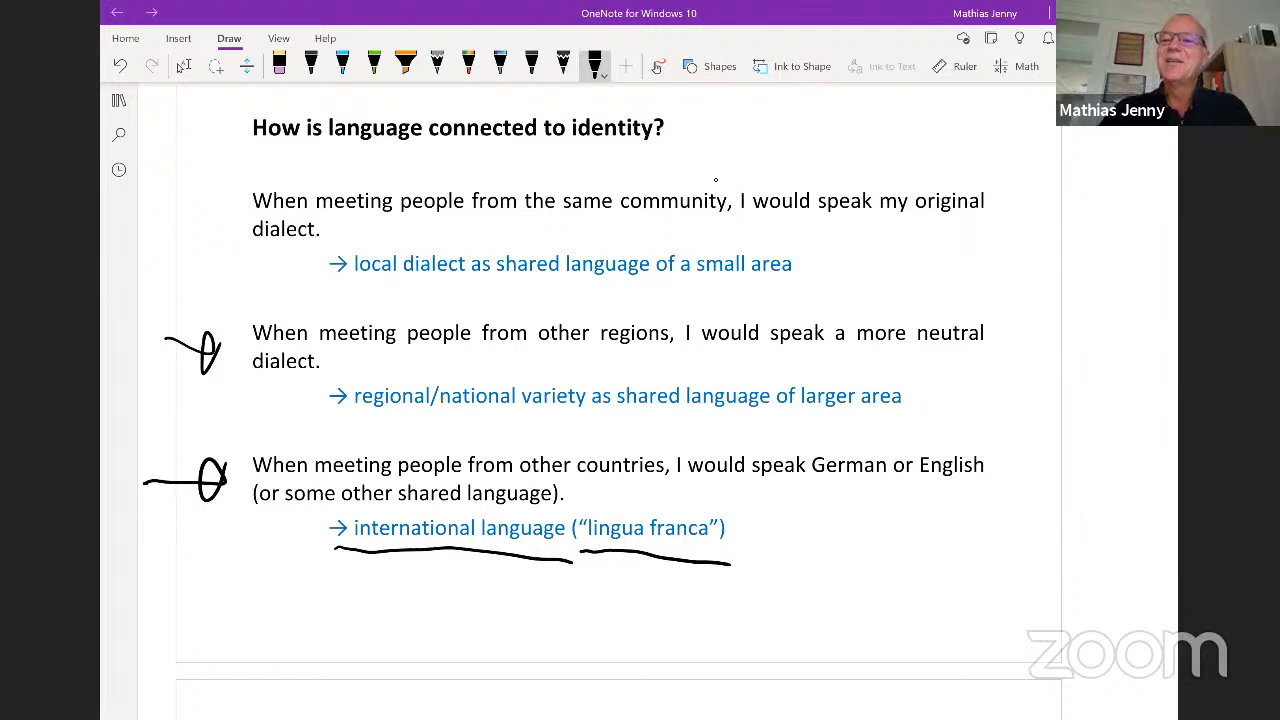 OneNote for Windows 10
Mathias Jenny
Home Insert Draw View Help
Shapes Ink to Shape Ink to Text Ruler Math
Mathias Jenny
How is language connected to identity?
When meeting people from the same community, I would speak my original
dialect.
→ local dialect as shared language of a small area
When meeting people from other regions, I would speak a more neutral
dialect.
→ regional/national variety as shared language of larger area
When meeting people from other countries, I would speak German or English
(or some other shared language).
→ international language (“lingua franca”)
zoom